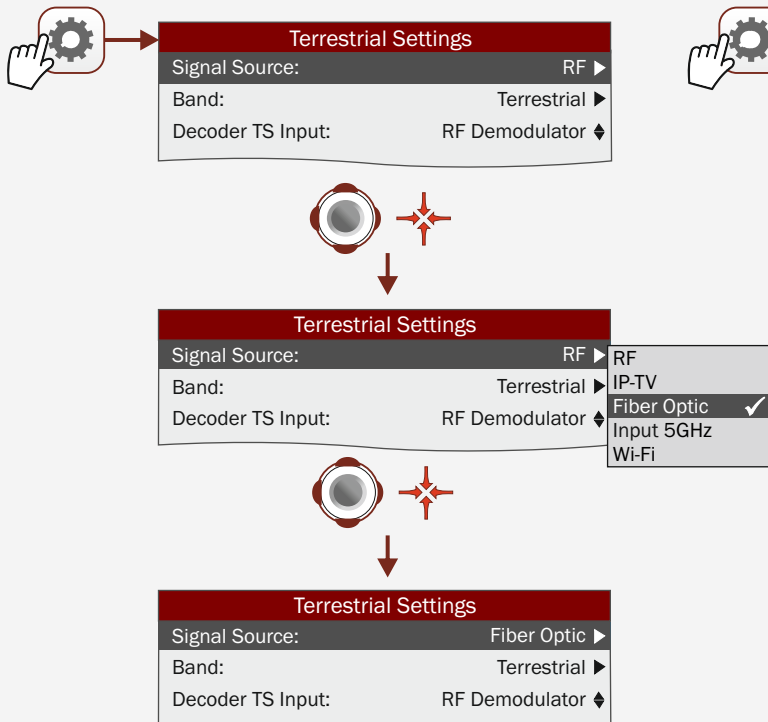 Terrestrial Settings
Signal Source: RF
Band: Terrestrial
Decoder TS Input: RF Demodulator
Terrestrial Settings
Signal Source: RF
Band: Terrestrial
Decoder TS Input: RF Demodulator
RF
IP-TV
Fiber Optic
Input 5GHz
Wi-Fi
Terrestrial Settings
Signal Source: Fiber Optic
Band: Terrestrial
Decoder TS Input: RF Demodulator